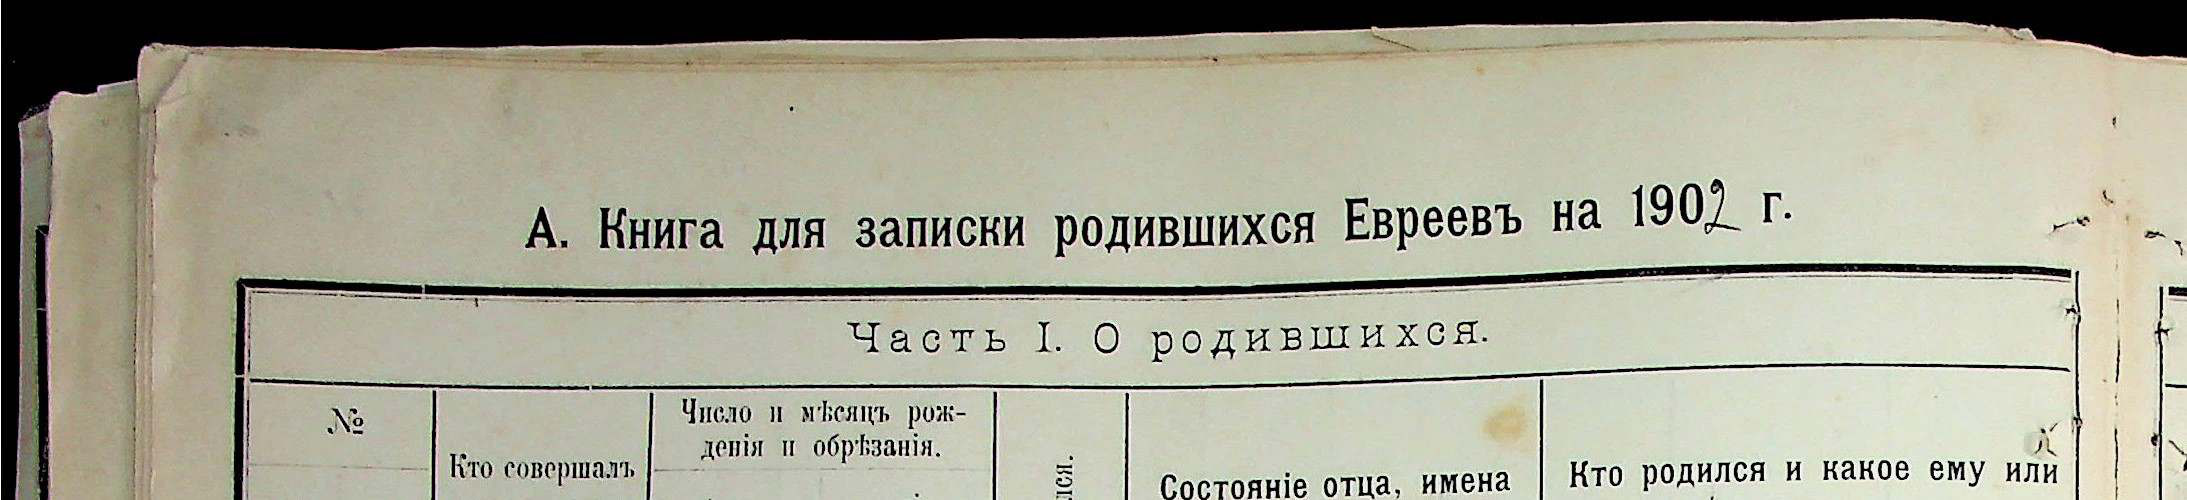 А. Книга для записки родившихся Евреевъ на 1902 г.
Часть I. О родившихся.
№
Кто совершалъ
Число и мѣсяцъ рож-
денія и обрѣзанія.
Состояніе отца, имена
Кто родился и какое ему или